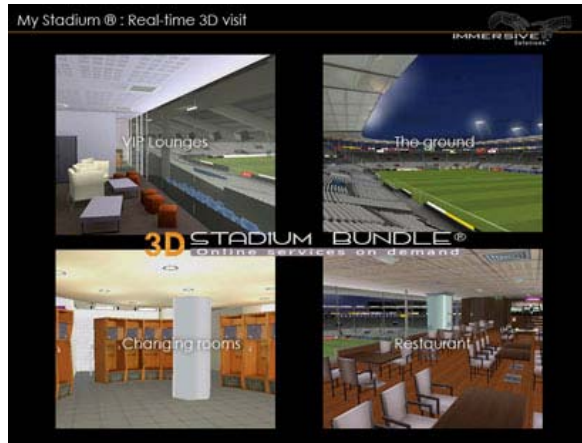 My Stadium ® : Real-time 3D visit
IMMERSIVE
Solutions
VIP Lounges
The ground
3D STADIUM BUNDLE®
Online services on demand
Changing rooms
Restaurant